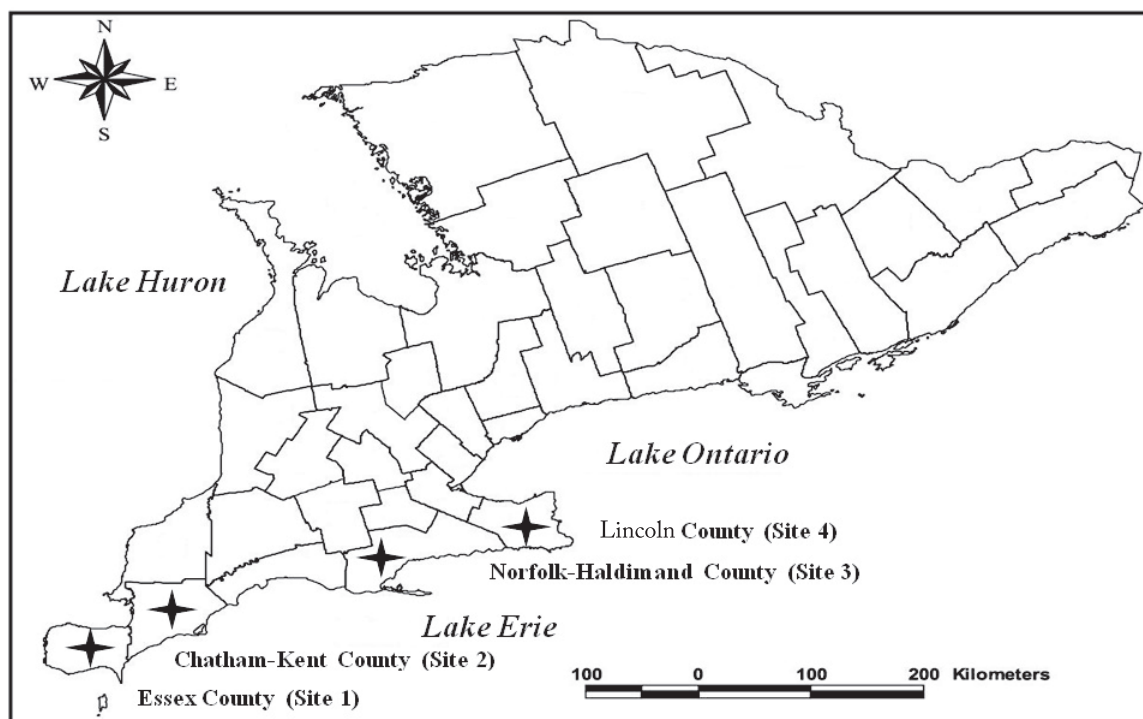 N
W E
S
Lake Huron
Lake Ontario
Lincoln County (Site 4)
Norfolk-Haldimand County (Site 3)
Lake Erie
Chatham-Kent County (Site 2)
Essex County (Site 1)
100 0 100 200 Kilometers